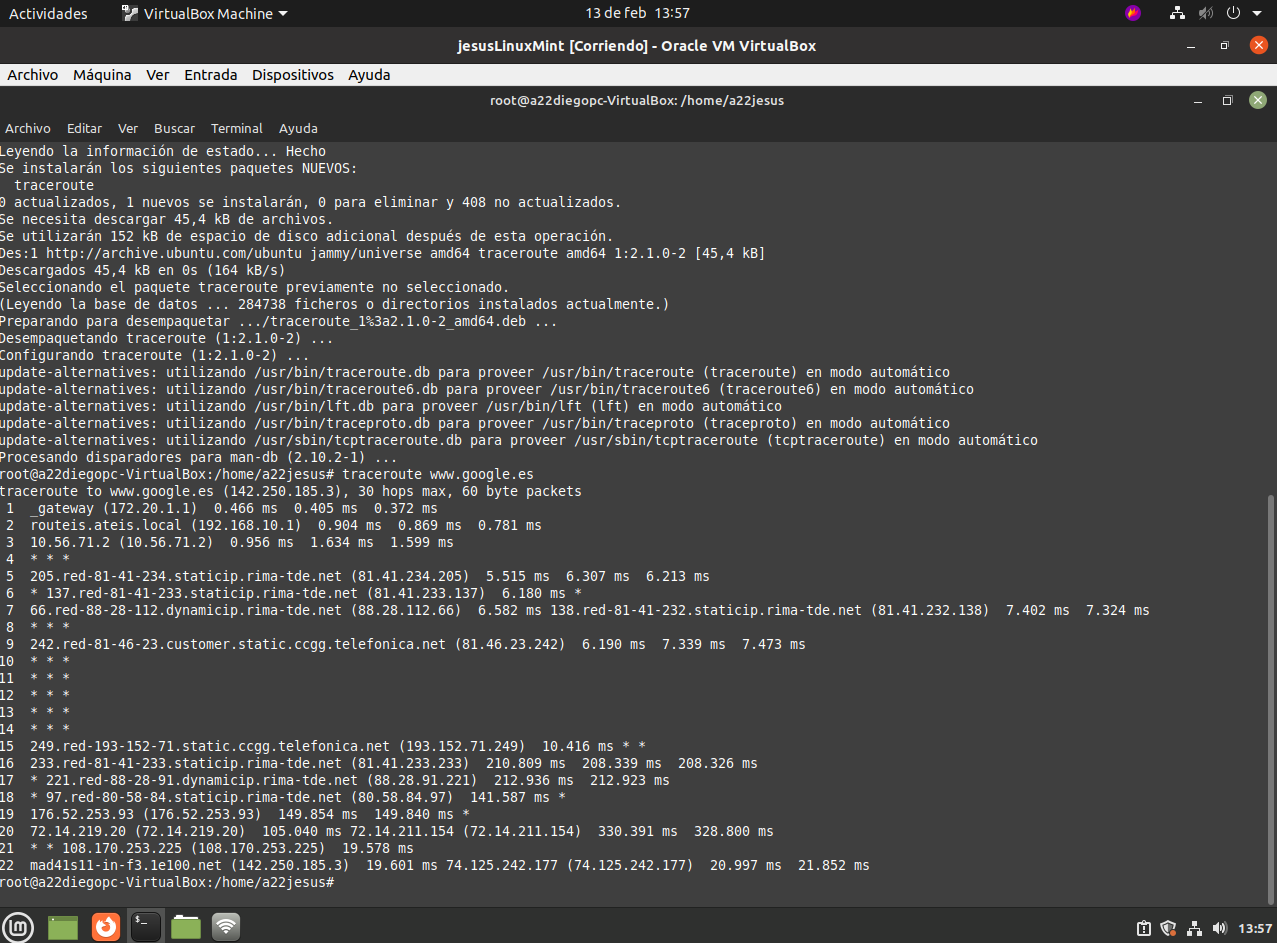 Actividades VirtualBox Machine 13 de feb 13:57
jesusLinuxMint [Corriendo] - Oracle VM VirtualBox
Archivo Máquina Ver Entrada Dispositivos Ayuda
root@a22diegopc-VirtualBox: /home/a22jesus
Archivo Editar Ver Buscar Terminal Ayuda
Leyendo la información de estado... Hecho
Se instalarán los siguientes paquetes NUEVOS:
  traceroute
0 actualizados, 1 nuevos se instalarán, 0 para eliminar y 408 no actualizados.
Se necesita descargar 45,4 kB de archivos.
Se utilizarán 152 kB de espacio de disco adicional después de esta operación.
Des:1 http://archive.ubuntu.com/ubuntu jammy/universe amd64 traceroute amd64 1:2.1.0-2 [45,4 kB]
Descargados 45,4 kB en 0s (164 kB/s)
Seleccionando el paquete traceroute previamente no seleccionado.
(Leyendo la base de datos ... 284738 ficheros o directorios instalados actualmente.)
Preparando para desempaquetar .../traceroute_1%3a2.1.0-2_amd64.deb ...
Desempaquetando traceroute (1:2.1.0-2) ...
Configurando traceroute (1:2.1.0-2) ...
update-alternatives: utilizando /usr/bin/traceroute.db para proveer /usr/bin/traceroute (traceroute) en modo automático
update-alternatives: utilizando /usr/bin/traceroute6.db para proveer /usr/bin/traceroute6 (traceroute6) en modo automático
update-alternatives: utilizando /usr/bin/lft.db para proveer /usr/bin/lft (lft) en modo automático
update-alternatives: utilizando /usr/bin/traceproto.db para proveer /usr/bin/traceproto (traceproto) en modo automático
update-alternatives: utilizando /usr/sbin/tcptraceroute.db para proveer /usr/sbin/tcptraceroute (tcptraceroute) en modo automático
Procesando disparadores para man-db (2.10.2-1) ...
root@a22diegopc-VirtualBox:/home/a22jesus# traceroute www.google.es
traceroute to www.google.es (142.250.185.3), 30 hops max, 60 byte packets
 1  _gateway (172.20.1.1)  0.466 ms  0.405 ms  0.372 ms
 2  routeis.ateis.local (192.168.10.1)  0.904 ms  0.869 ms  0.781 ms
 3  10.56.71.2 (10.56.71.2)  0.956 ms  1.634 ms  1.599 ms
 4  * * *
 5  205.red-81-41-234.staticip.rima-tde.net (81.41.234.205)  5.515 ms  6.307 ms  6.213 ms
 6  * 137.red-81-41-233.staticip.rima-tde.net (81.41.233.137)  6.180 ms *
 7  66.red-88-28-112.dynamicip.rima-tde.net (88.28.112.66)  6.582 ms 138.red-81-41-232.staticip.rima-tde.net (81.41.232.138)  7.402 ms  7.324 ms
 8  * * *
 9  242.red-81-46-23.customer.static.ccgg.telefonica.net (81.46.23.242)  6.190 ms  7.339 ms  7.473 ms
10  * * *
11  * * *
12  * * *
13  * * *
14  * * *
15  249.red-193-152-71.static.ccgg.telefonica.net (193.152.71.249)  10.416 ms * *
16  233.red-81-41-233.staticip.rima-tde.net (81.41.233.233)  210.809 ms  208.339 ms  208.326 ms
17  * 221.red-88-28-91.dynamicip.rima-tde.net (88.28.91.221)  212.936 ms  212.923 ms
18  * 97.red-80-58-84.staticip.rima-tde.net (80.58.84.97)  141.587 ms *
19  176.52.253.93 (176.52.253.93)  149.854 ms  149.840 ms *
20  72.14.219.20 (72.14.219.20)  105.040 ms 72.14.211.154 (72.14.211.154)  330.391 ms  328.800 ms
21  * * 108.170.253.225 (108.170.253.225)  19.578 ms
22  mad41s11-in-f3.1e100.net (142.250.185.3)  19.601 ms 74.125.242.177 (74.125.242.177)  20.997 ms  21.852 ms
root@a22diegopc-VirtualBox:/home/a22jesus#
13:57